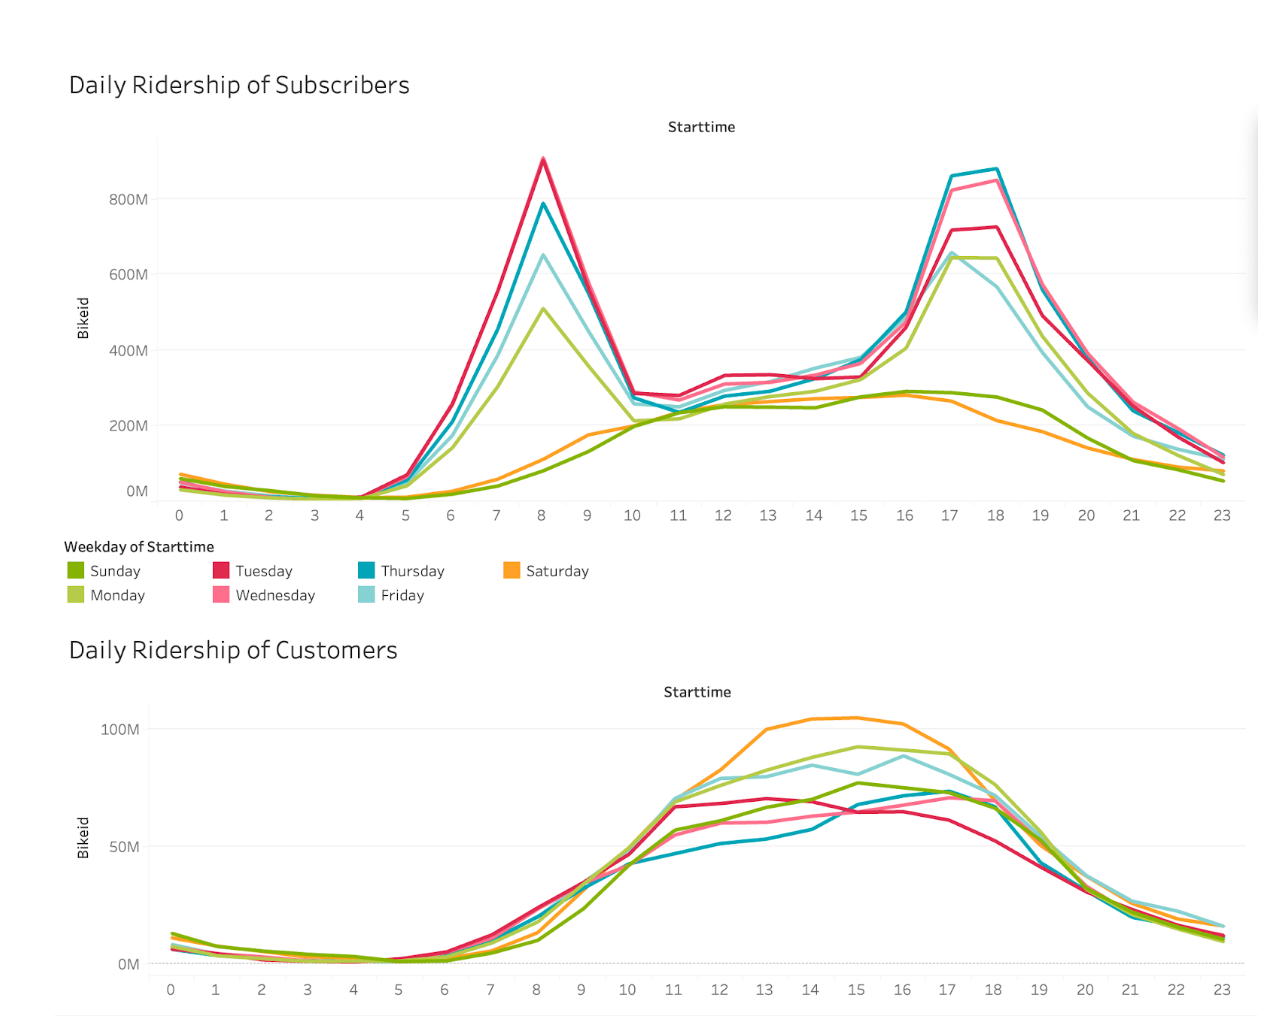 Daily Ridership of Subscribers
Starttime
800M
600M
400M
200M
0M
Bikeid
0 1 2 3 4 5 6 7 8 9 10 11 12 13 14 15 16 17 18 19 20 21 22 23
Weekday of Starttime
Sunday Tuesday Thursday Saturday
Monday Wednesday Friday
Daily Ridership of Customers
Starttime
100M
50M
0M
Bikeid
0 1 2 3 4 5 6 7 8 9 10 11 12 13 14 15 16 17 18 19 20 21 22 23